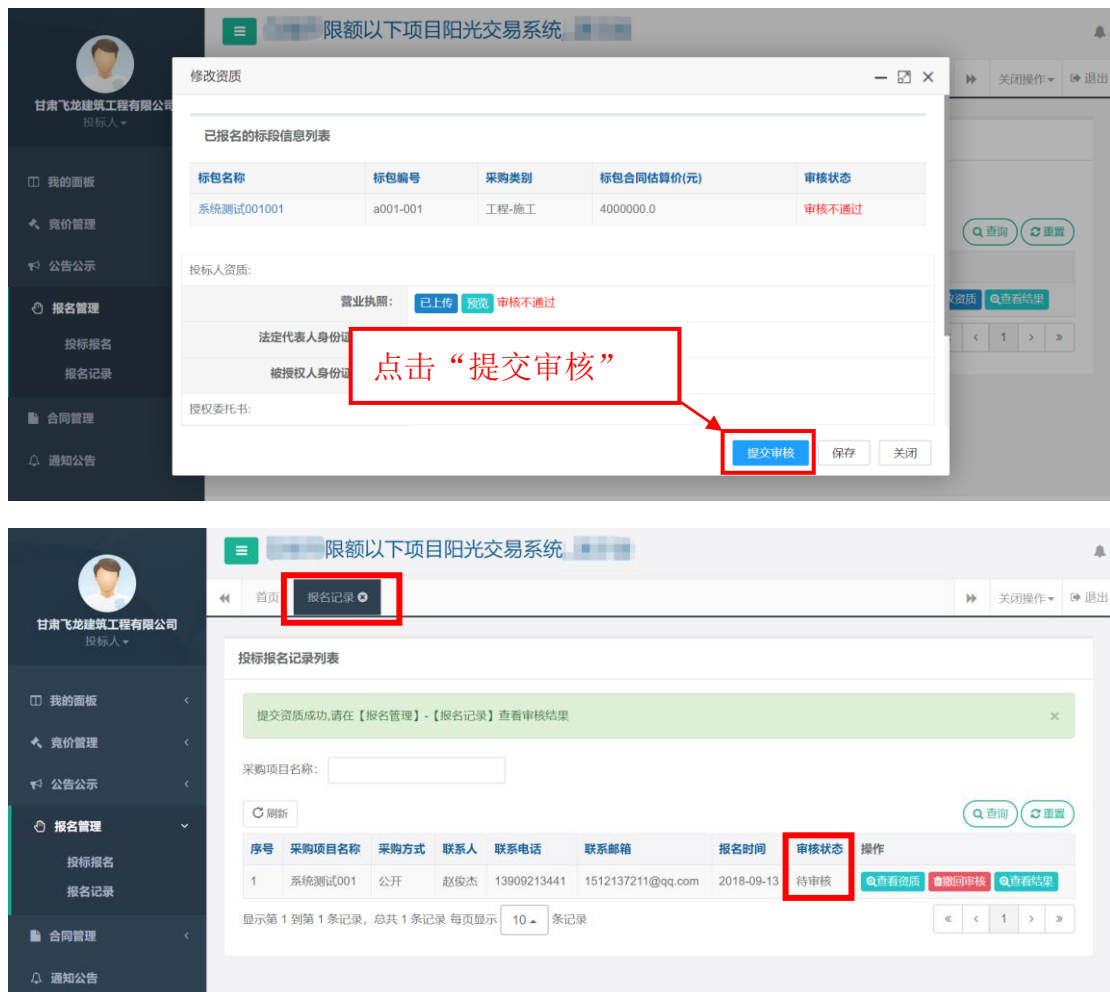 限额以下项目阳光交易系统
甘肃飞龙建筑工程有限公司
投标人
我的面板
竞价管理
公告公示
报名管理
投标报名
报名记录
合同管理
通知公告
关闭操作 退出
修改资质
已报名的标段信息列表
标包名称 标包编号 采购类别 标包合同估算价(元) 审核状态
系统测试001001 a001-001 工程-施工 4000000.0 审核不通过
投标人资质:
营业执照: 已上传 预览 审核不通过
法定代表人身份证
被授权人身份证
授权委托书:
点击“提交审核”
提交审核 保存 关闭
查询 重置
资质 查看结果
1
限额以下项目阳光交易系统
首页 报名记录 关闭操作 退出
甘肃飞龙建筑工程有限公司
投标人
我的面板
竞价管理
公告公示
报名管理
投标报名
报名记录
合同管理
通知公告
投标报名记录列表
提交资质成功,请在【报名管理】-【报名记录】查看审核结果
采购项目名称:
刷新 查询 重置
序号 采购项目名称 采购方式 联系人 联系电话 联系邮箱 报名时间 审核状态 操作
1 系统测试001 公开 赵俊杰 13909213441 1512137211@qq.com 2018-09-13 待审核 查看资质 撤回审核 查看结果
显示第 1 到第 1 条记录，总共 1 条记录 每页显示 10 条记录 1